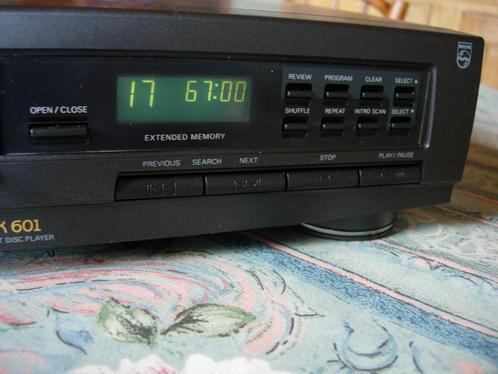 PHILIPS
REVIEW PROGRAM CLEAR SELECT
17 67:00
OPEN/CLOSE
SHUFFLE REPEAT INTRO SCAN SELECT
EXTENDED MEMORY
PREVIOUS SEARCH NEXT STOP PLAY/PAUSE
K 601
T DISC PLAYER